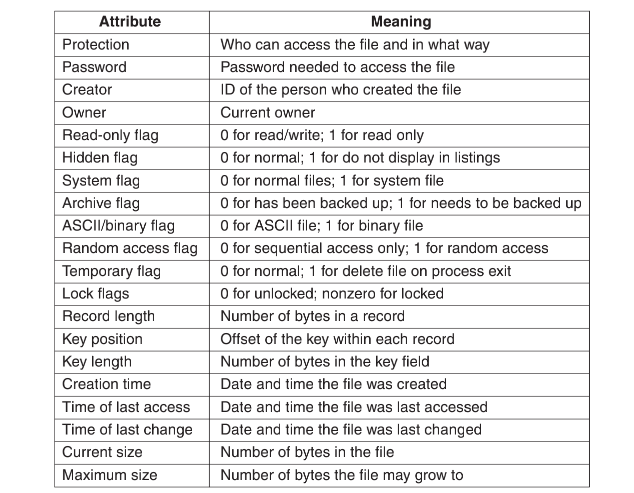 Attribute Meaning
Protection Who can access the file and in what way
Password Password needed to access the file
Creator ID of the person who created the file
Owner Current owner
Read-only flag 0 for read/write; 1 for read only
Hidden flag 0 for normal; 1 for do not display in listings
System flag 0 for normal files; 1 for system file
Archive flag 0 for has been backed up; 1 for needs to be backed up
ASCII/binary flag 0 for ASCII file; 1 for binary file
Random access flag 0 for sequential access only; 1 for random access
Temporary flag 0 for normal; 1 for delete file on process exit
Lock flags 0 for unlocked; nonzero for locked
Record length Number of bytes in a record
Key position Offset of the key within each record
Key length Number of bytes in the key field
Creation time Date and time the file was created
Time of last access Date and time the file was last accessed
Time of last change Date and time the file was last changed
Current size Number of bytes in the file
Maximum size Number of bytes the file may grow to